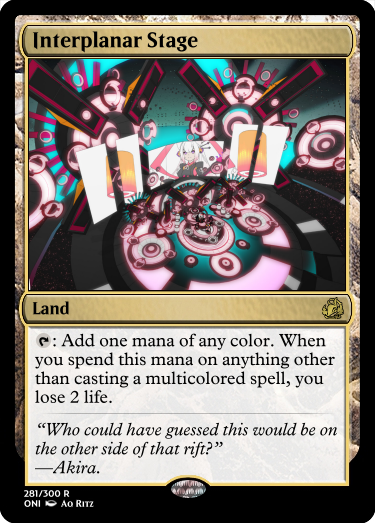 Interplanar Stage
Land
: Add one mana of any color. When
you spend this mana on anything other
than casting a multicolored spell, you
lose 2 life.
“Who could have guessed this would be on
the other side of that rift?”
—Akira.
281/300 R
ONI Ao Ritz